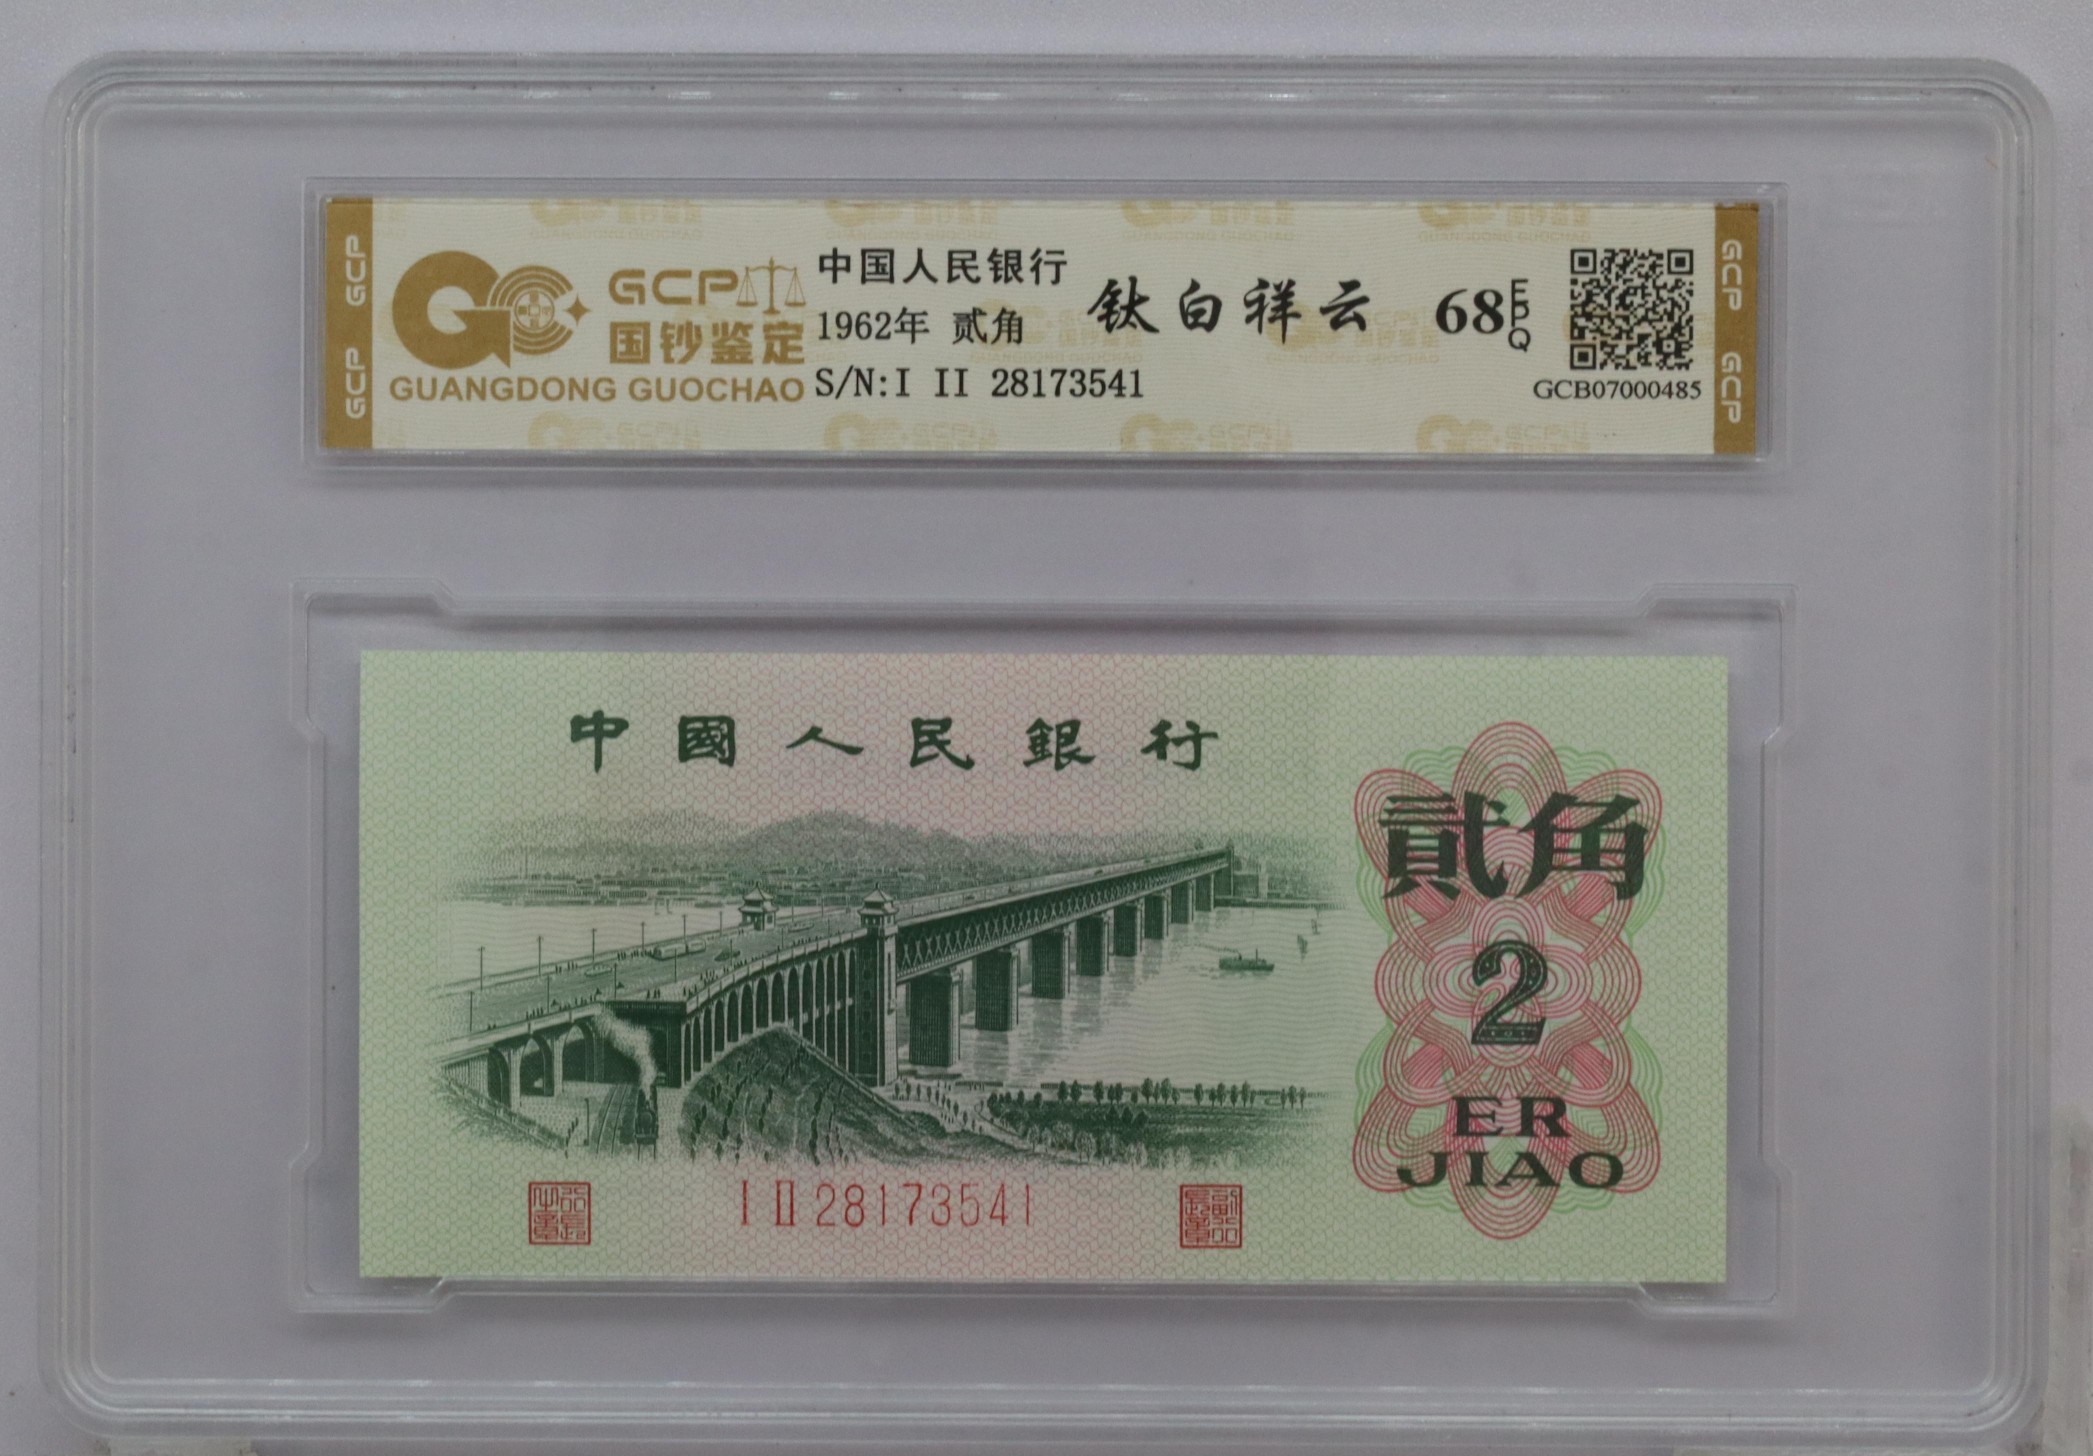 GCP GCP
GCP
国钞鉴定
GUANGDONG GUOCHAO
中国人民银行
1962年 贰角
S/N:I II 28173541
钛白祥云
68 EPQ
GCB07000485
GCP GCP
中國人民銀行
貳角
2
ER
JIAO
I II 28173541